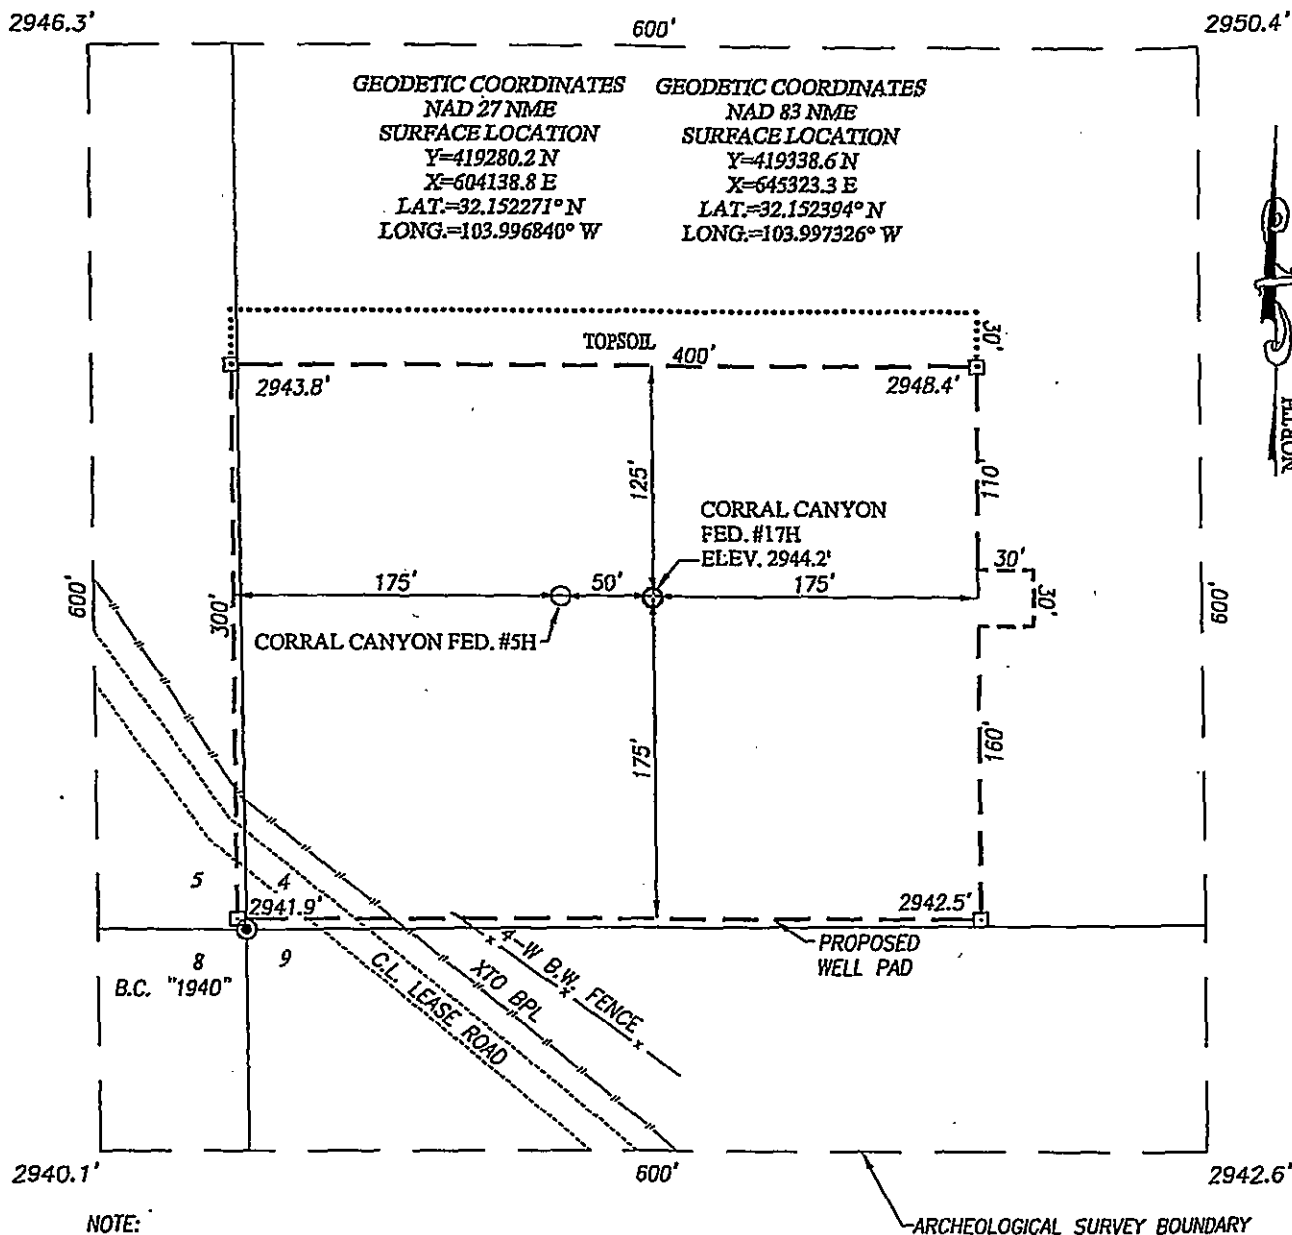 2946.3'
600'
2950.4'
GEODETIC COORDINATES
NAD 27 NME
SURFACE LOCATION
Y=419280.2 N
X=604138.8 E
LAT.=32.152271° N
LONG.=103.996840° W
GEODETIC COORDINATES
NAD 83 NME
SURFACE LOCATION
Y=419338.6 N
X=645323.3 E
LAT.=32.152394° N
LONG.=103.997326° W
NORTH
TOPSOIL
400'
30'
2943.8'
2948.4'
125'
110'
CORRAL CANYON
FED. #17H
ELEV. 2944.2'
600'
300'
175'
50'
175'
30'
30'
600'
CORRAL CANYON FED. #5H
175'
160'
5
4
2941.9'
2942.5'
8
9
B.C. "1940"
C.L. LEASE ROAD
XTO BPL
4-W B.W. FENCE
PROPOSED
WELL PAD
2940.1'
600'
2942.6'
NOTE:
ARCHEOLOGICAL SURVEY BOUNDARY